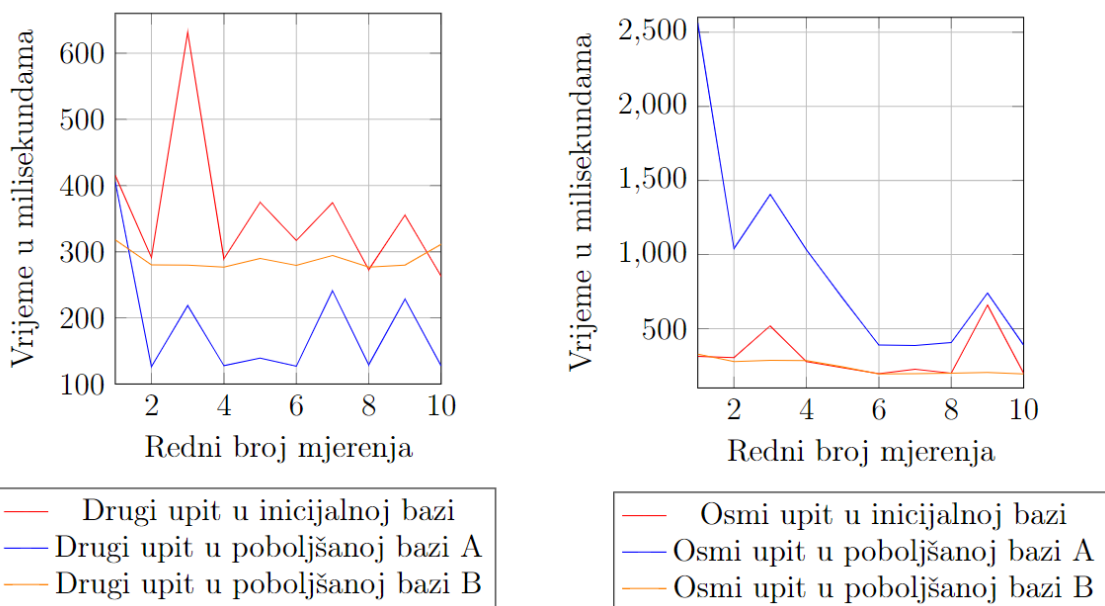 Vrijeme u milisekundama
600
500
400
300
200
100
2 4 6 8 10
Redni broj mjerenja
Drugi upit u inicijalnoj bazi
Drugi upit u poboljšanoj bazi A
Drugi upit u poboljšanoj bazi B
Vrijeme u milisekundama
2,500
2,000
1,500
1,000
500
2 4 6 8 10
Redni broj mjerenja
Osmi upit u inicijalnoj bazi
Osmi upit u poboljšanoj bazi A
Osmi upit u poboljšanoj bazi B